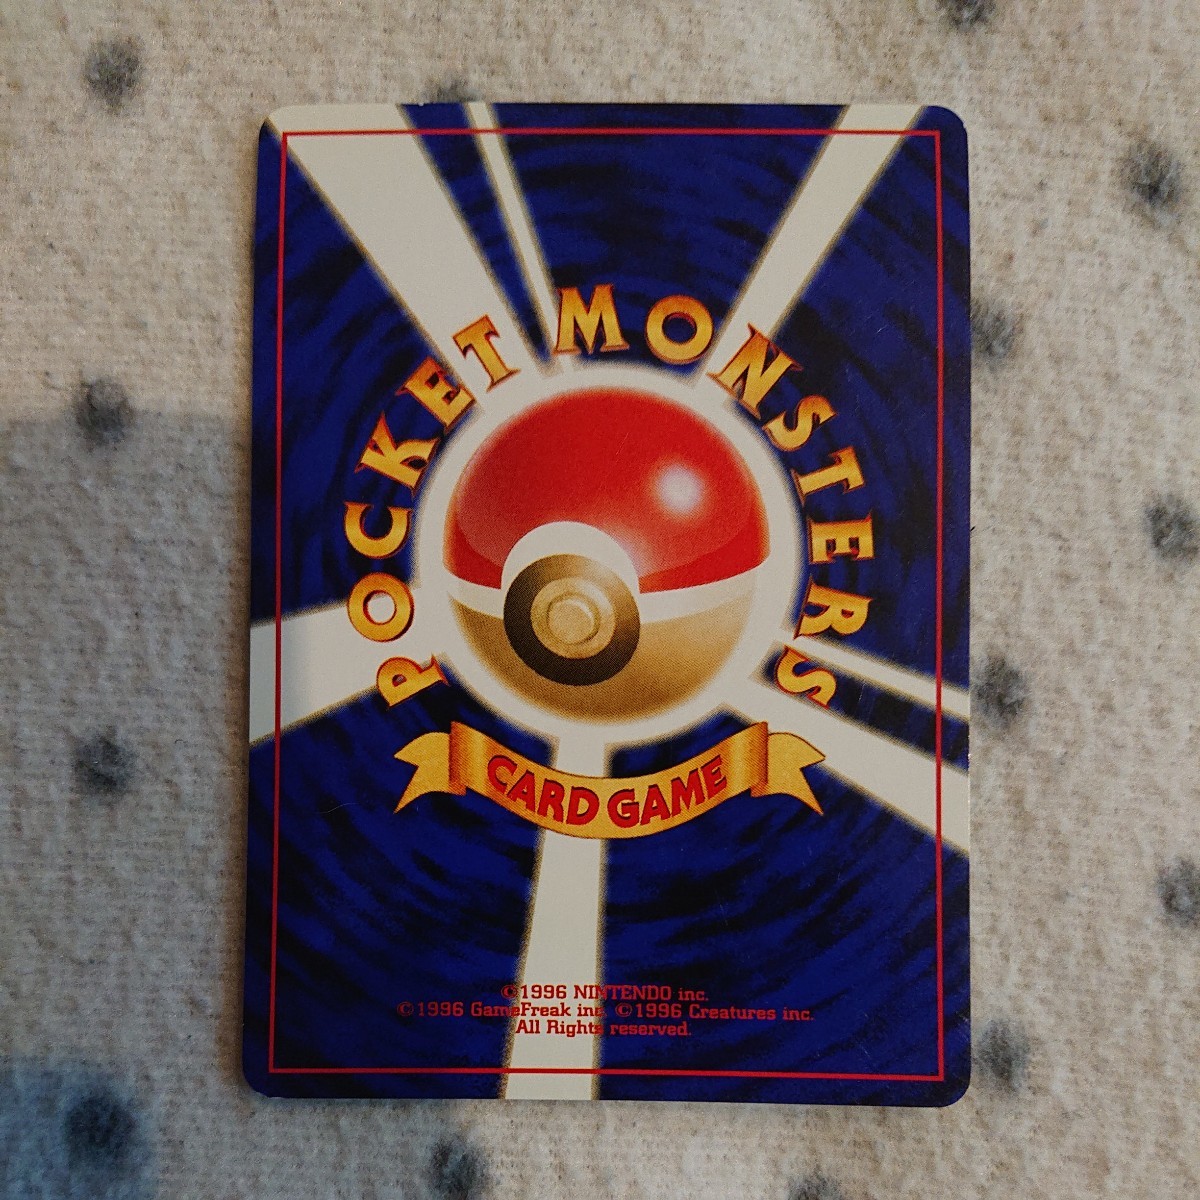 POCKET MONSTERS
CARD GAME
©1996 NINTENDO inc.
©1996 GameFreak inc. ©1996 Creatures inc.
All Rights reserved.